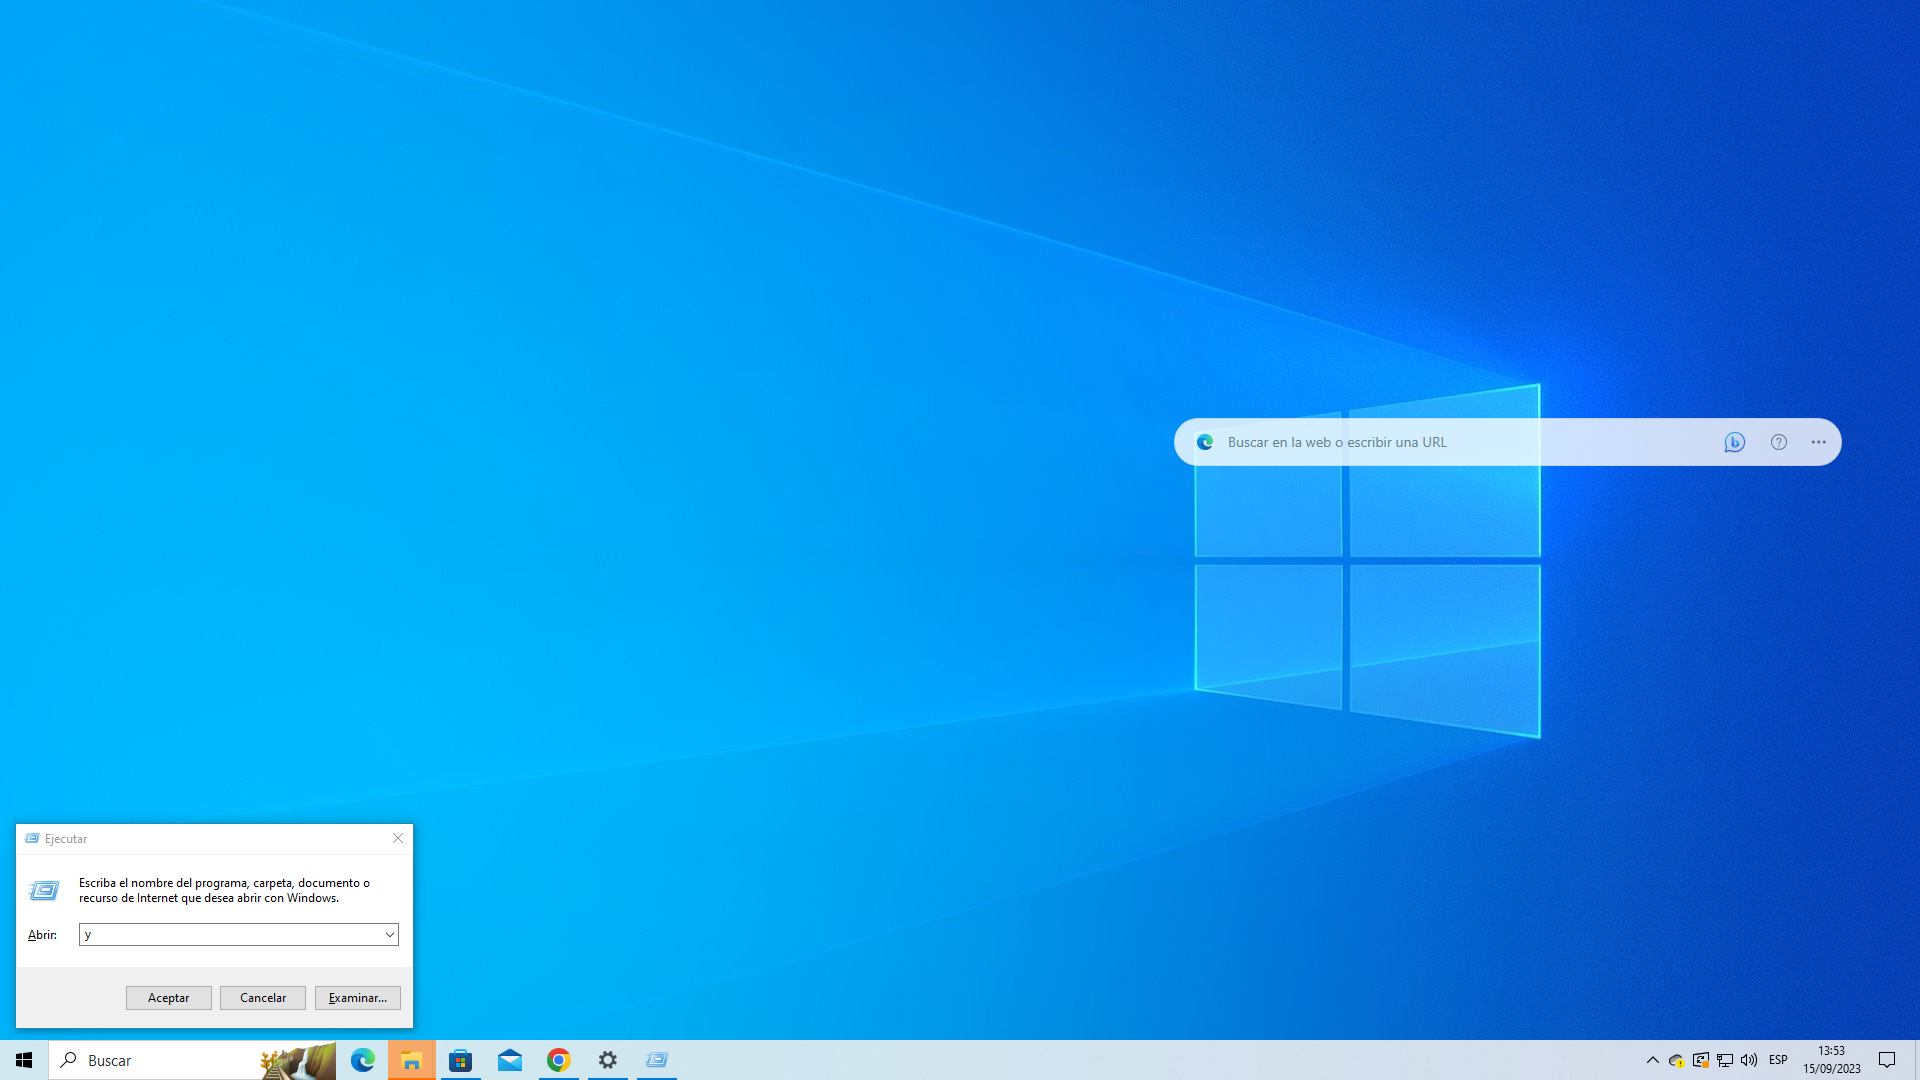 Buscar en la web o escribir una URL
Ejecutar
Escriba el nombre del programa, carpeta, documento o
recurso de Internet que desea abrir con Windows.
Abrir: y
Aceptar Cancelar Examinar...
Buscar
ESP
13:53
15/09/2023